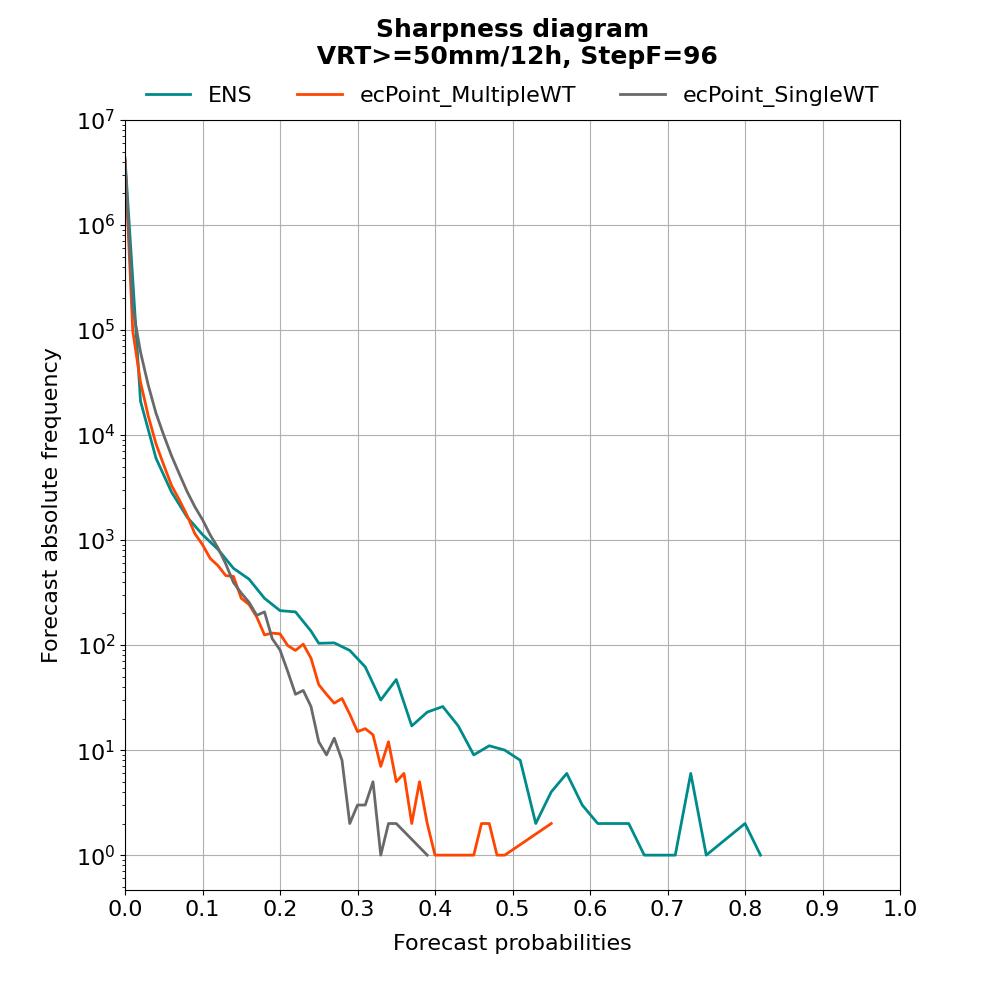 Sharpness diagram
VRT>=50mm/12h, StepF=96
ENS ecPoint_MultipleWT ecPoint_SingleWT
10^7
10^6
10^5
10^4
10^3
10^2
10^1
10^0
Forecast absolute frequency
0.0 0.1 0.2 0.3 0.4 0.5 0.6 0.7 0.8 0.9 1.0
Forecast probabilities